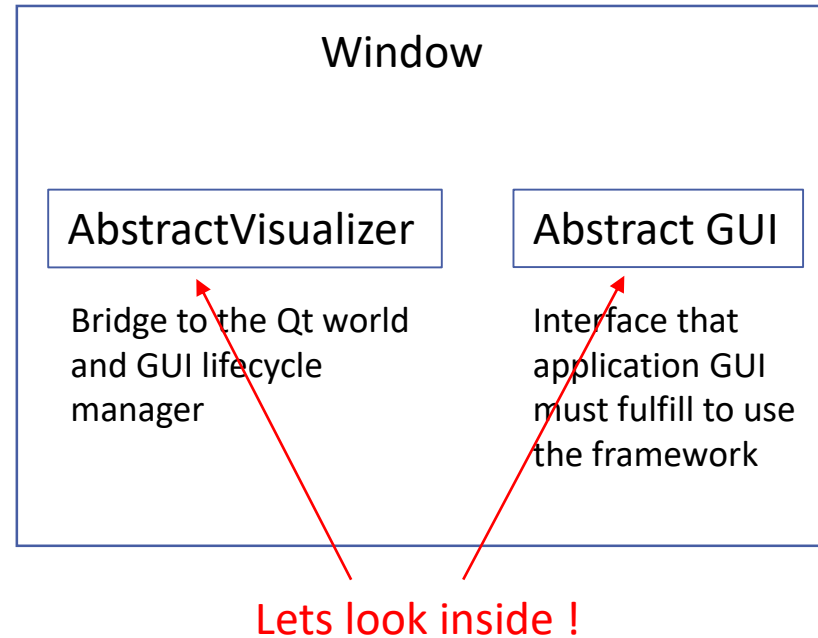 Window
AbstractVisualizer
Abstract GUI
Bridge to the Qt world
and GUI lifecycle
manager
Interface that
application GUI
must fulfill to use
the framework
Lets look inside !